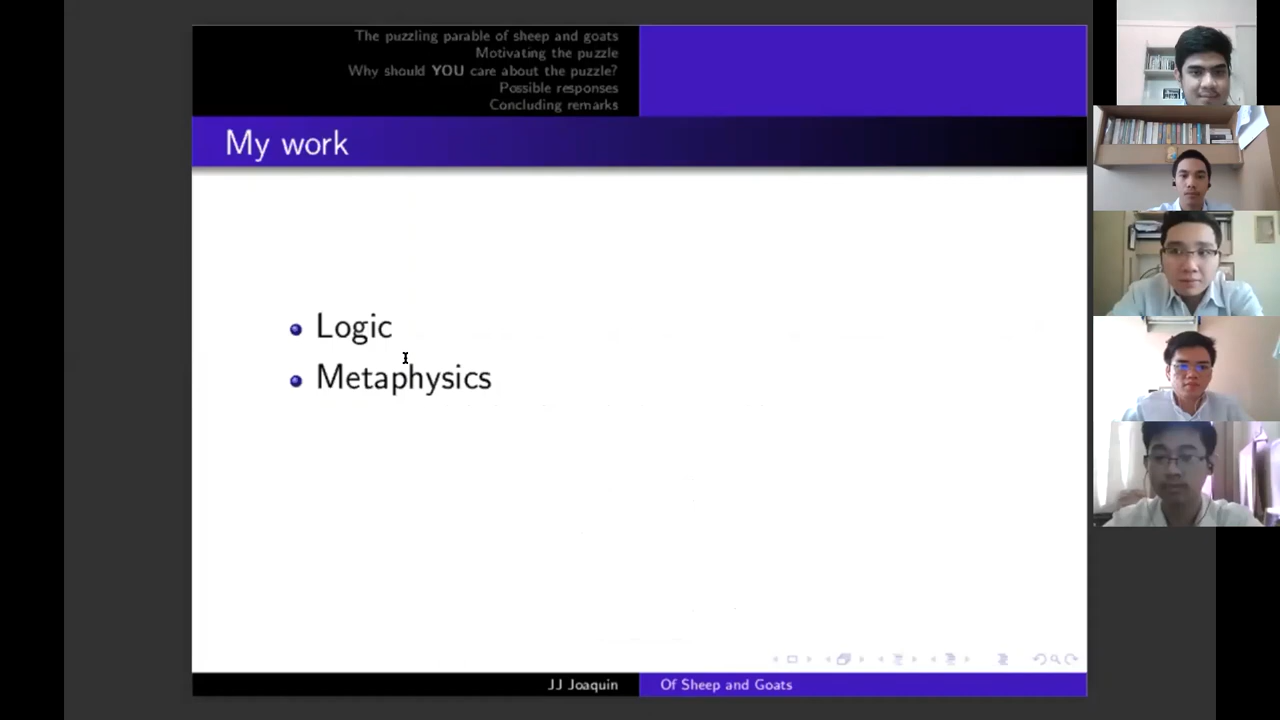 The puzzling parable of sheep and goats
Motivating the puzzle
Why should YOU care about the puzzle?
Possible responses
Concluding remarks
My work
Logic
Metaphysics
JJ Joaquin
Of Sheep and Goats